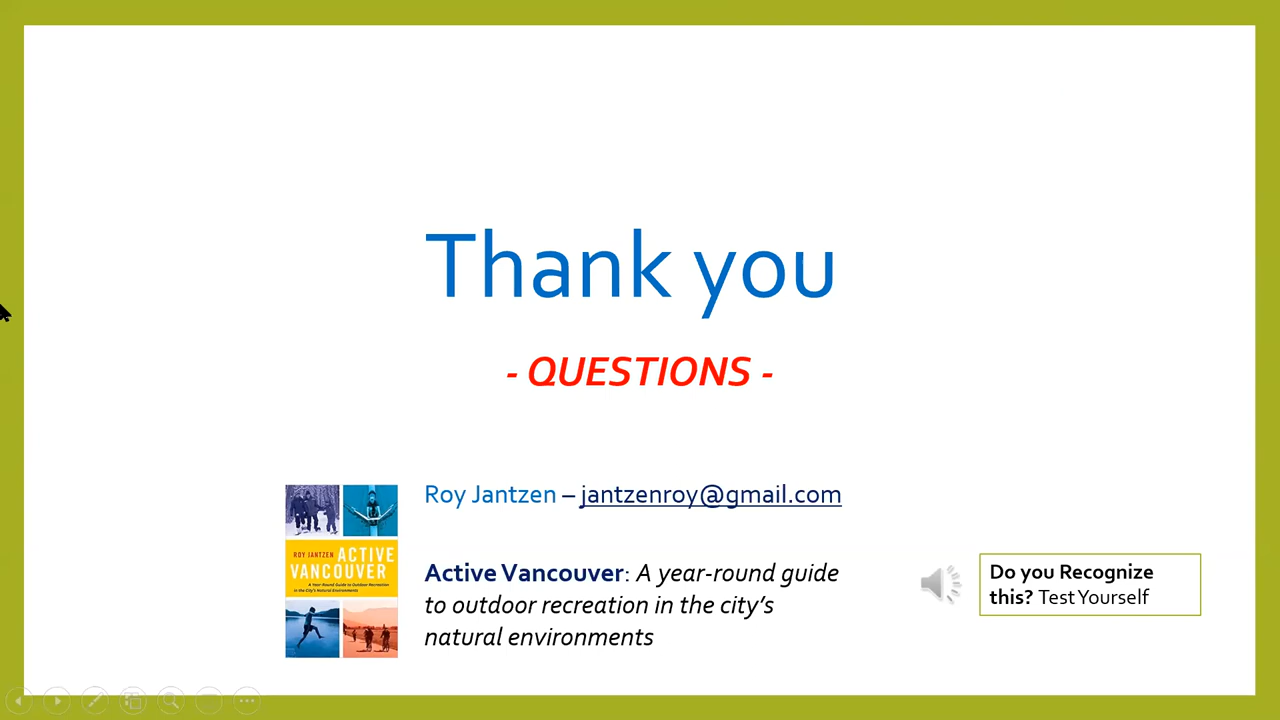 Thank you
- QUESTIONS -
Roy Jantzen – jantzenroy@gmail.com
ROY JANTZEN ACTIVE
VANCOUVER
A Year-Round Guide to Outdoor Recreation
in the City's Natural Environments
Active Vancouver: A year-round guide
to outdoor recreation in the city's
natural environments
Do you Recognize
this? Test Yourself